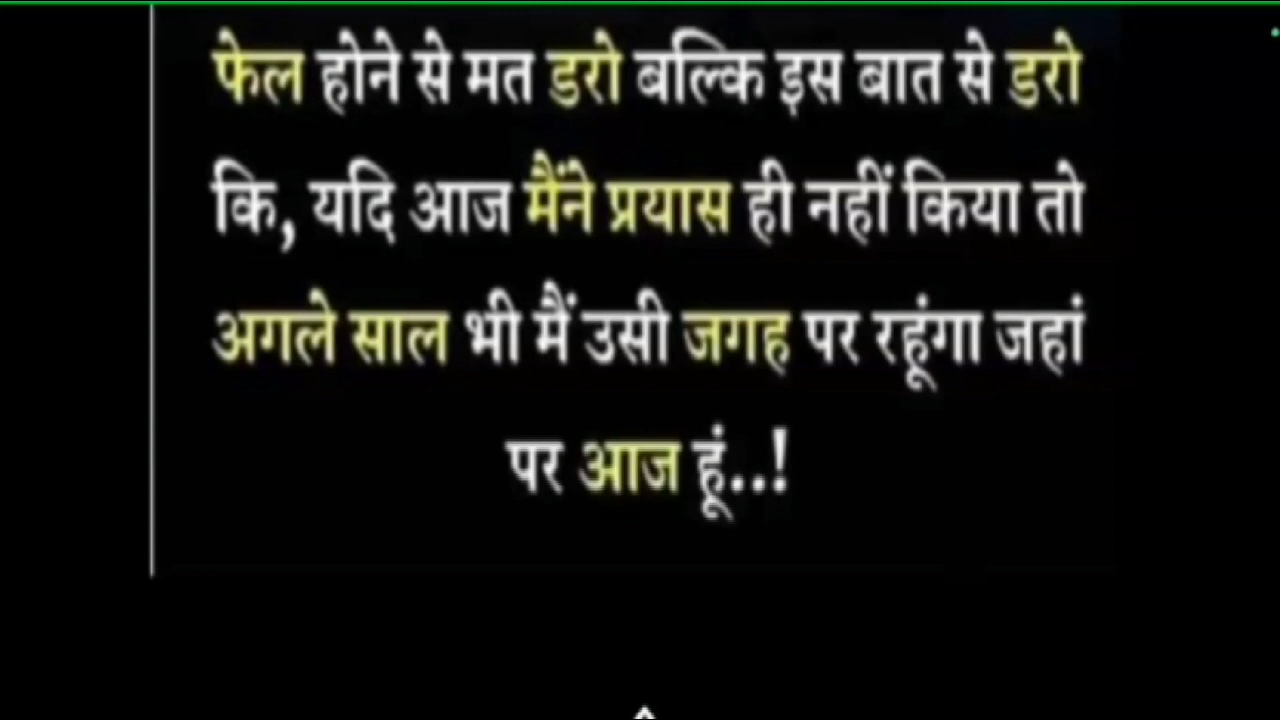 फेल होने से मत डरो बल्कि इस बात से डरो
कि, यदि आज मैंने प्रयास ही नहीं किया तो
अगले साल भी मैं उसी जगह पर रहूंगा जहां
पर आज हूं..!